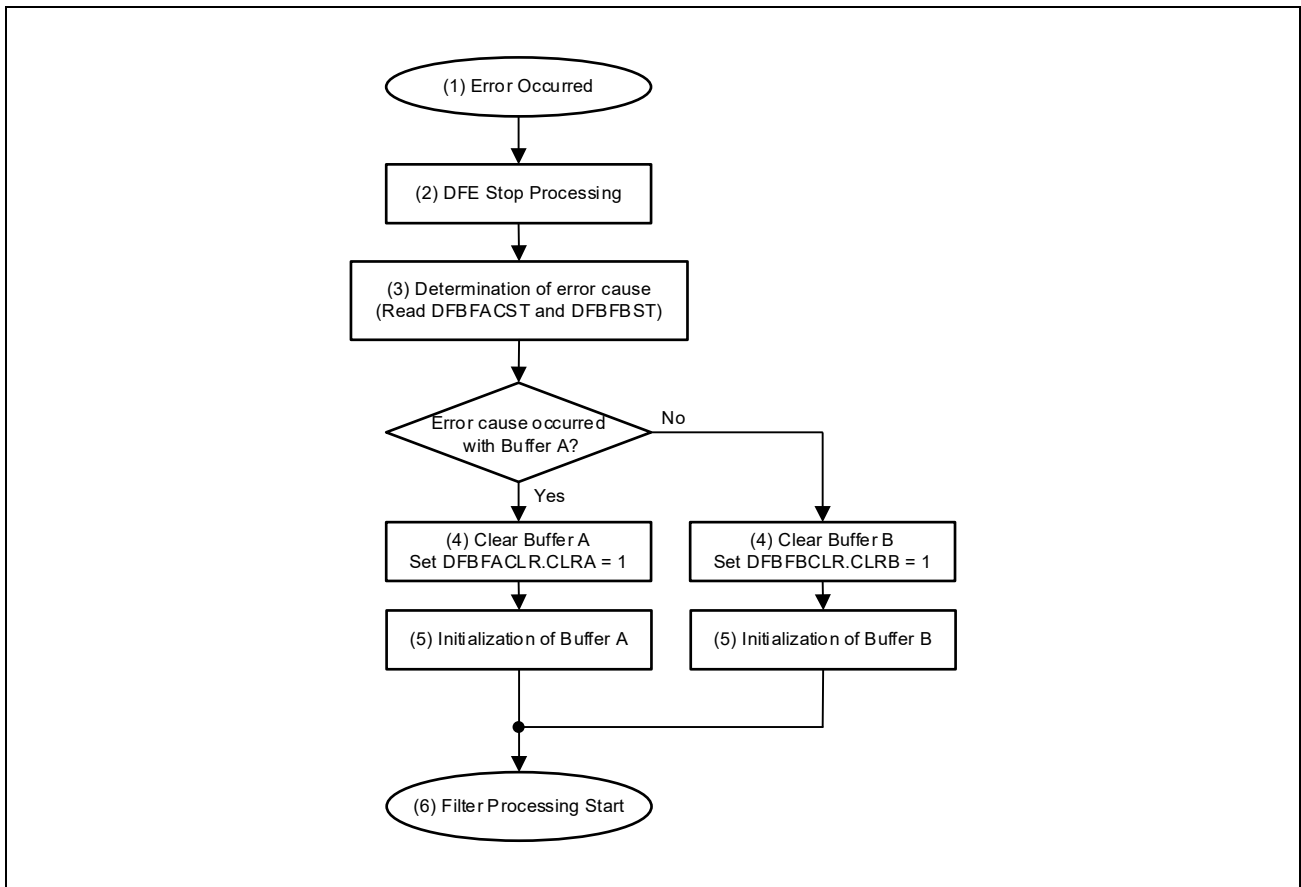 (1) Error Occurred
(2) DFE Stop Processing
(3) Determination of error cause
(Read DFBFACST and DFBFBST)
Error cause occurred
with Buffer A?
No
Yes
(4) Clear Buffer A
Set DFBFACLR.CLRA = 1
(4) Clear Buffer B
Set DFBFBCLR.CLRB = 1
(5) Initialization of Buffer A
(5) Initialization of Buffer B
(6) Filter Processing Start